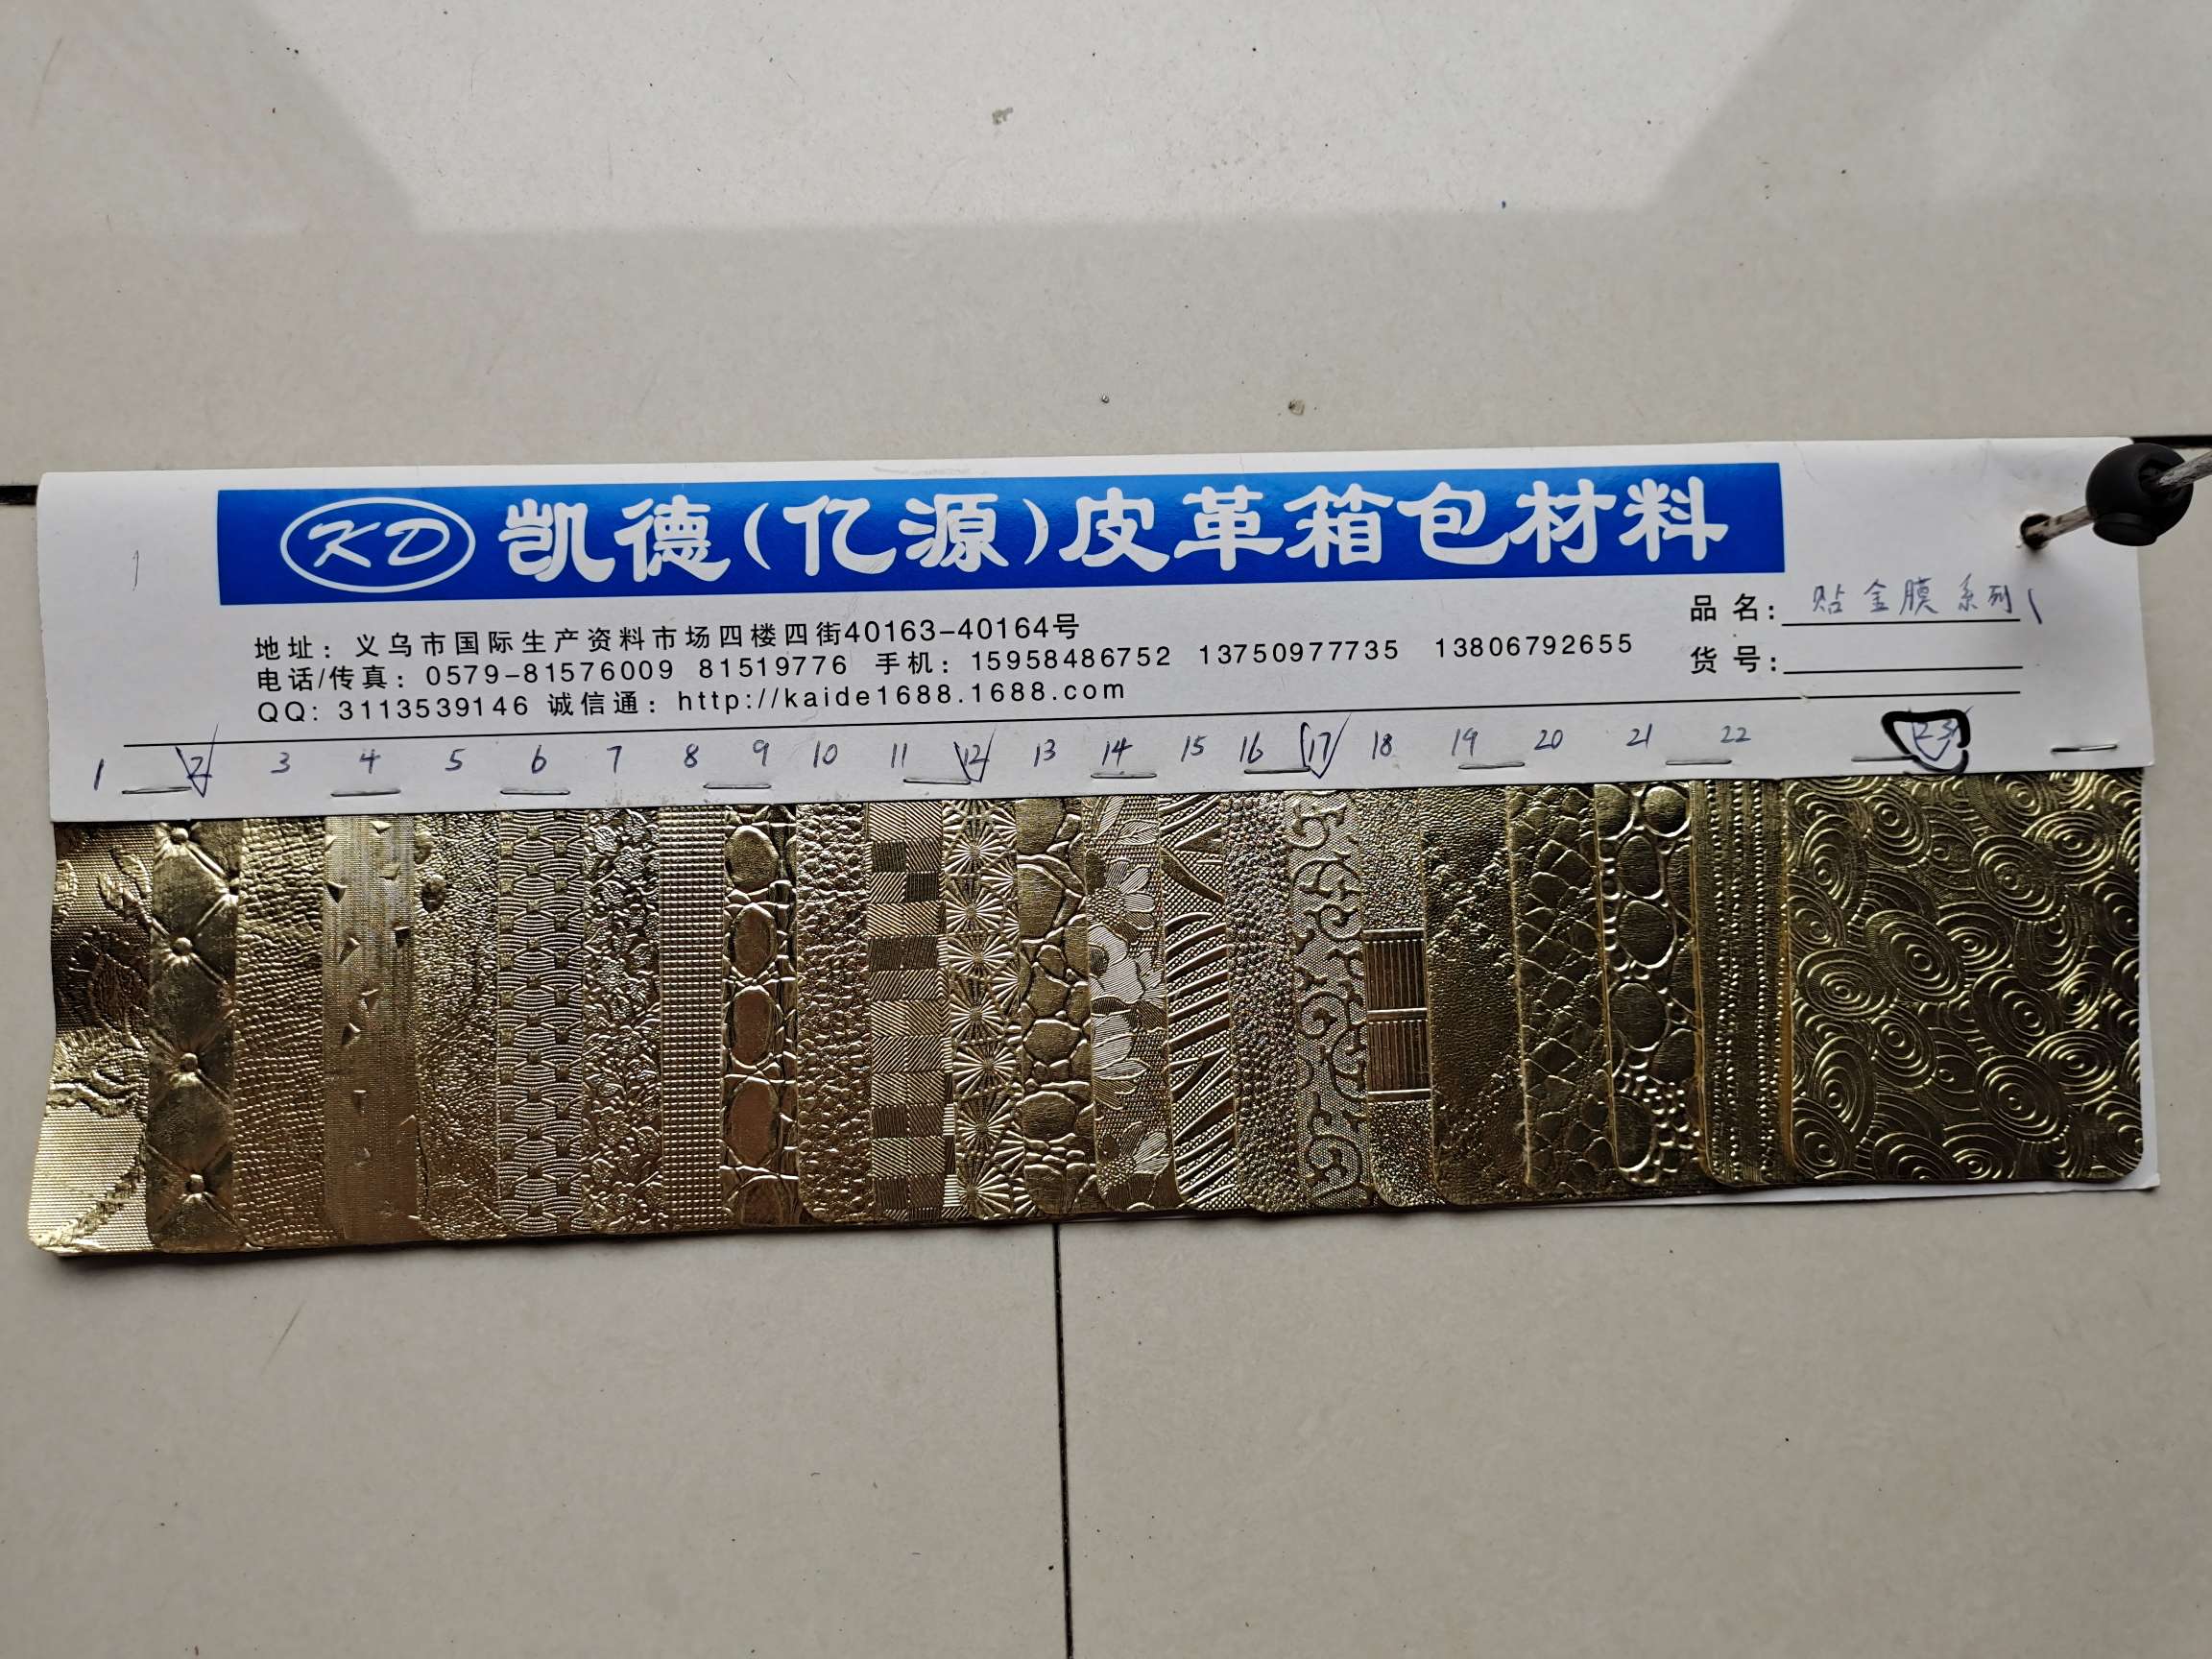 KD 凯德(亿源)皮革箱包材料
地址：义乌市国际生产资料市场四楼四街40163-40164号
电话/传真：0579-81576009 81519776 手机：15958486752 13750977735 13806792655
QQ：3113539146 诚信通：http://kaide1688.1688.com
品名：贴金膜系列
货号：
1
1 2 3 4 5 6 7 8 9 10 11 12 13 14 15 16 17 18 19 20 21 22 23